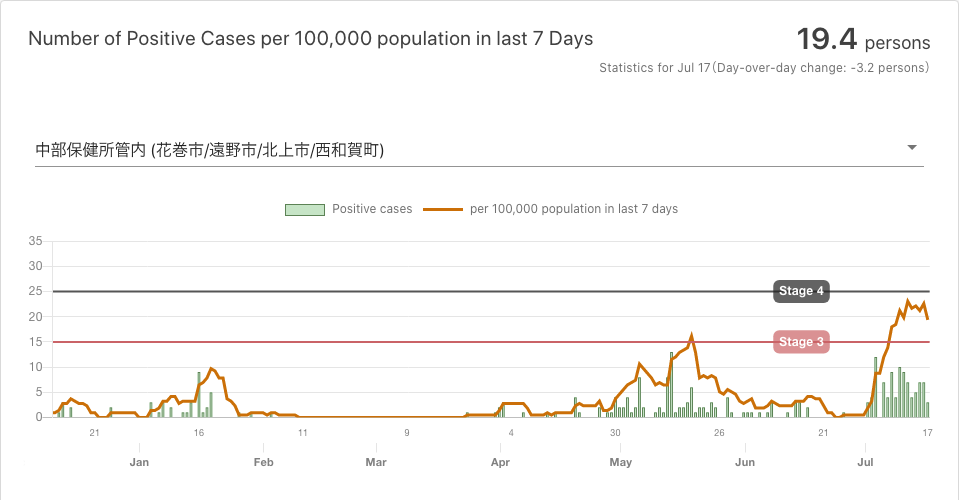 Number of Positive Cases per 100,000 population in last 7 Days
19.4 persons
Statistics for Jul 17(Day-over-day change: -3.2 persons)
中部保健所管内 (花巻市/遠野市/北上市/西和賀町)
Positive cases
per 100,000 population in last 7 days
35
30
25
20
15
10
5
0
Stage 4
Stage 3
21 16 11 9 4 30 26 21 17
Jan Feb Mar Apr May Jun Jul